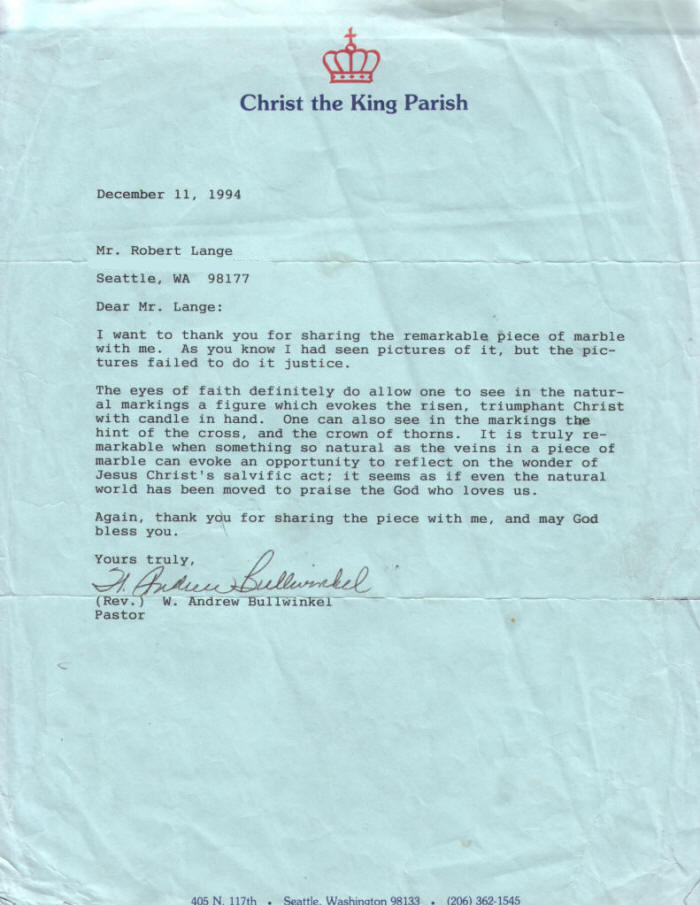 Christ the King Parish
December 11, 1994
Mr. Robert Lange
Seattle, WA  98177
Dear Mr. Lange:
I want to thank you for sharing the remarkable piece of marble
with me.  As you know I had seen pictures of it, but the pic-
tures failed to do it justice.
The eyes of faith definitely do allow one to see in the natur-
al markings a figure which evokes the risen, triumphant Christ
with candle in hand.  One can also see in the markings the
hint of the cross, and the crown of thorns.  It is truly re-
markable when something so natural as the veins in a piece of
marble can evoke an opportunity to reflect on the wonder of
Jesus Christ's salvific act; it seems as if even the natural
world has been moved to praise the God who loves us.
Again, thank you for sharing the piece with me, and may God
bless you.
Yours truly,
W. Andrew Bullwinkel
(Rev.)  W. Andrew Bullwinkel
Pastor
405 N. 117th • Seattle, Washington 98133 • (206) 362-1545